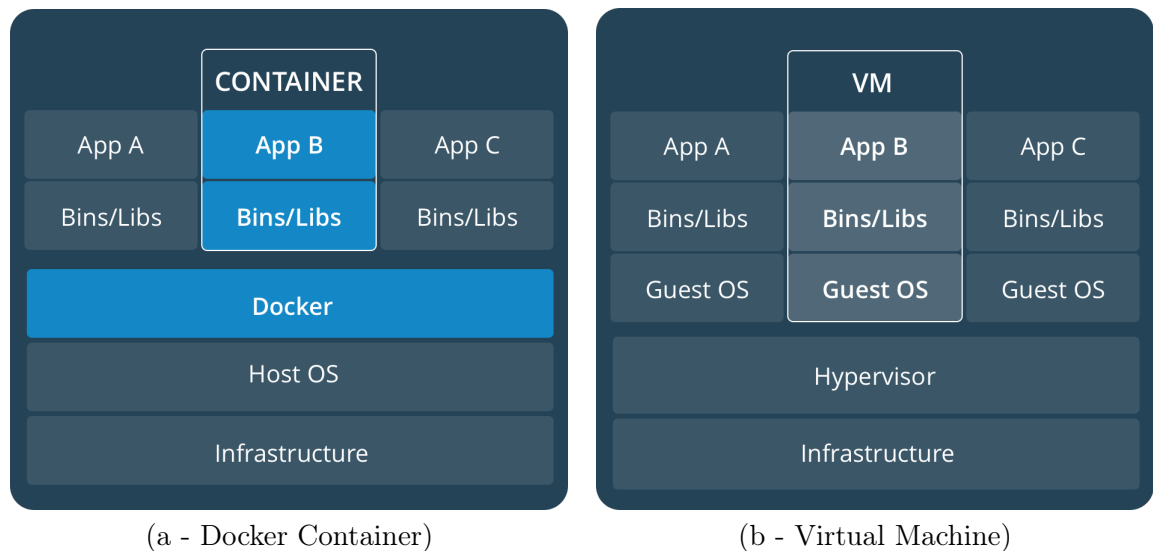 CONTAINER
App A
App B
App C
Bins/Libs
Bins/Libs
Bins/Libs
Docker
Host OS
Infrastructure
(a - Docker Container)
VM
App A
App B
App C
Bins/Libs
Bins/Libs
Bins/Libs
Guest OS
Guest OS
Guest OS
Hypervisor
Infrastructure
(b - Virtual Machine)